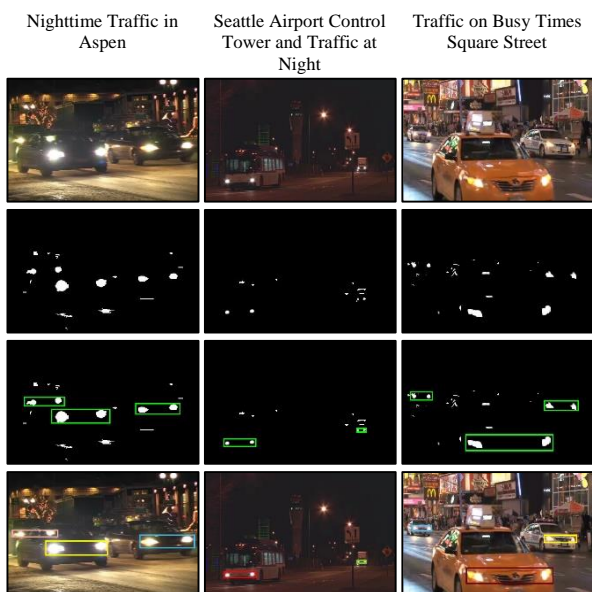 Nighttime Traffic in
Aspen
Seattle Airport Control
Tower and Traffic at
Night
Traffic on Busy Times
Square Street